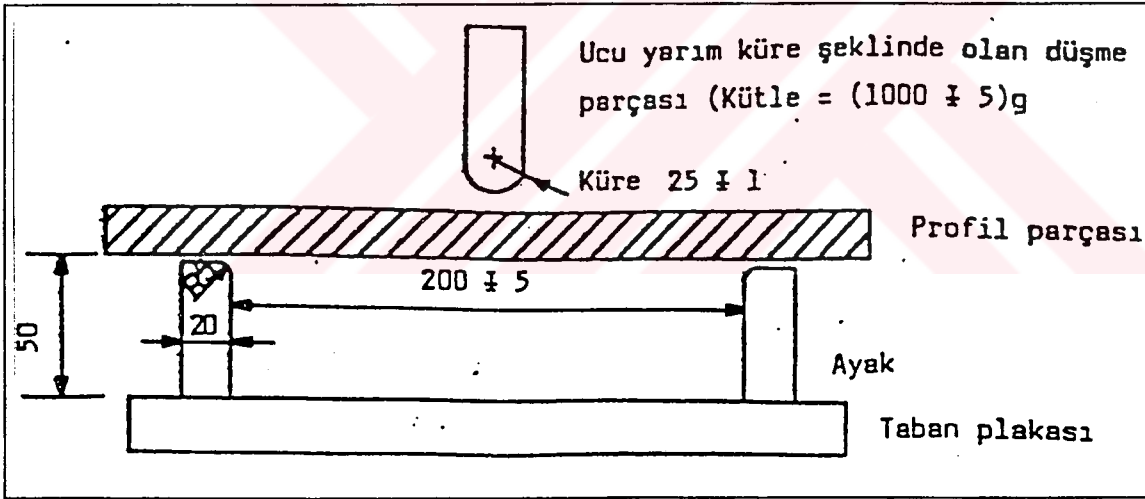 Ucu yarım küre şeklinde olan düşme
parçası (Kütle = (1000 ∓ 5)g
Küre 25 ∓ 1
Profil parçası
200 ∓ 5
50
20
Ayak
Taban plakası